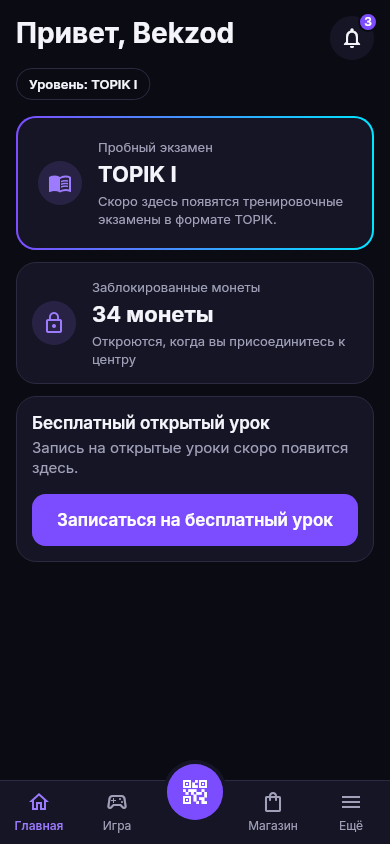 Привет, Bekzod
3
Уровень: TOPIK I
Пробный экзамен
TOPIK I
Скоро здесь появятся тренировочные
экзамены в формате TOPIK.
Заблокированные монеты
34 монеты
Откроются, когда вы присоединитесь к
центру
Бесплатный открытый урок
Запись на открытые уроки скоро появится
здесь.
Записаться на бесплатный урок
Главная
Игра
Магазин
Ещё